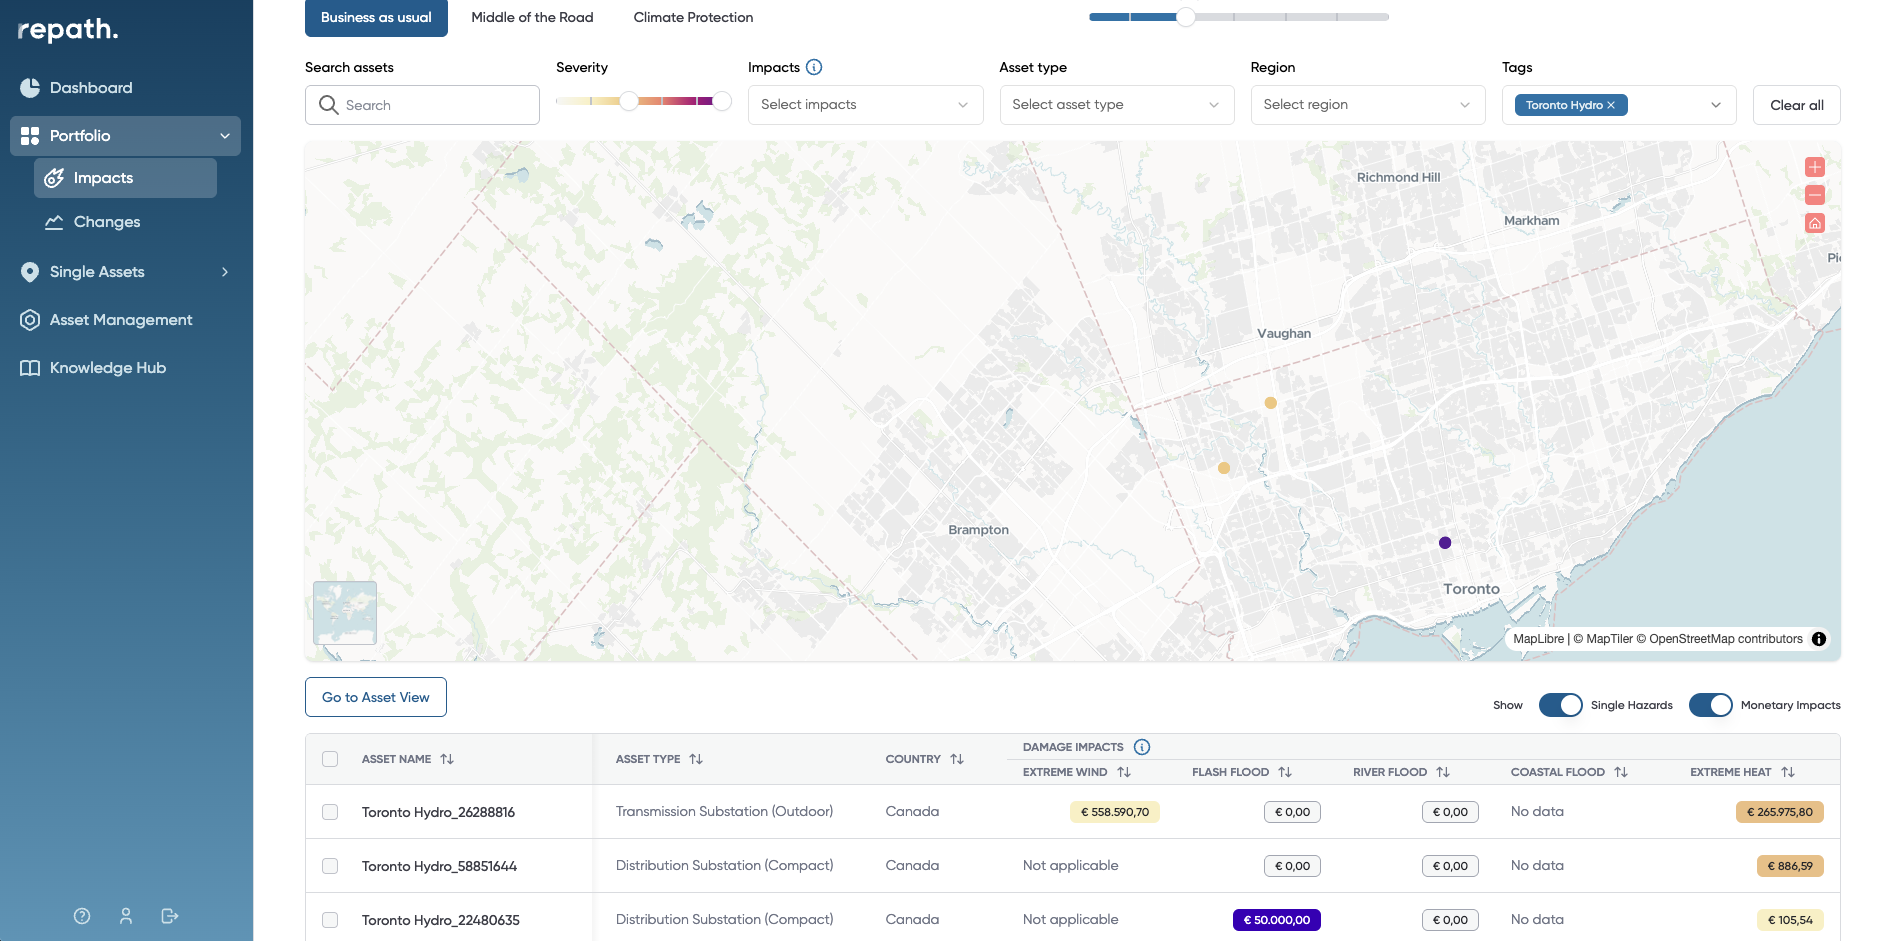 repath.
Dashboard
Portfolio
Impacts
Changes
Single Assets
Asset Management
Knowledge Hub
Business as usual
Middle of the Road
Climate Protection
Search assets
Severity
Impacts
Asset type
Region
Tags
Search
Select impacts
Select asset type
Select region
Toronto Hydro ×
Clear all
Richmond Hill
Markham
Vaughan
Brampton
Toronto
MapLibre | © MapTiler © OpenStreetMap contributors
Go to Asset View
Show
Single Hazards
Monetary Impacts
ASSET NAME
ASSET TYPE
COUNTRY
DAMAGE IMPACTS
EXTREME WIND
FLASH FLOOD
RIVER FLOOD
COASTAL FLOOD
EXTREME HEAT
Toronto Hydro_26288816 Transmission Substation (Outdoor) Canada € 558.590,70 € 0,00 € 0,00 No data € 265.975,80
Toronto Hydro_58851644 Distribution Substation (Compact) Canada Not applicable € 0,00 € 0,00 No data € 886,59
Toronto Hydro_22480635 Distribution Substation (Compact) Canada Not applicable € 50.000,00 € 0,00 No data € 105,54